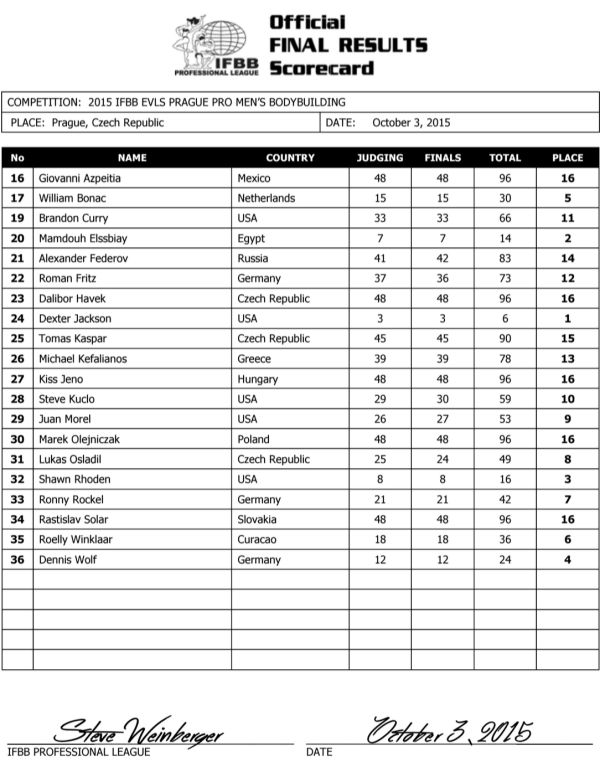 Official
FINAL RESULTS
Scorecard
IFBB
PROFESSIONAL LEAGUE
COMPETITION: 2015 IFBB EVLS PRAGUE PRO MEN'S BODYBUILDING
PLACE: Prague, Czech Republic DATE: October 3, 2015
No NAME COUNTRY JUDGING FINALS TOTAL PLACE
16 Giovanni Azpeitia Mexico 48 48 96 16
17 William Bonac Netherlands 15 15 30 5
19 Brandon Curry USA 33 33 66 11
20 Mamdouh Elssbiay Egypt 7 7 14 2
21 Alexander Federov Russia 41 42 83 14
22 Roman Fritz Germany 37 36 73 12
23 Dalibor Havek Czech Republic 48 48 96 16
24 Dexter Jackson USA 3 3 6 1
25 Tomas Kaspar Czech Republic 45 45 90 15
26 Michael Kefalianos Greece 39 39 78 13
27 Kiss Jeno Hungary 48 48 96 16
28 Steve Kuclo USA 29 30 59 10
29 Juan Morel USA 26 27 53 9
30 Marek Olejniczak Poland 48 48 96 16
31 Lukas Osladil Czech Republic 25 24 49 8
32 Shawn Rhoden USA 8 8 16 3
33 Ronny Rockel Germany 21 21 42 7
34 Rastislav Solar Slovakia 48 48 96 16
35 Roelly Winklaar Curacao 18 18 36 6
36 Dennis Wolf Germany 12 12 24 4
Steve Weinberger October 3, 2015
IFBB PROFESSIONAL LEAGUE DATE